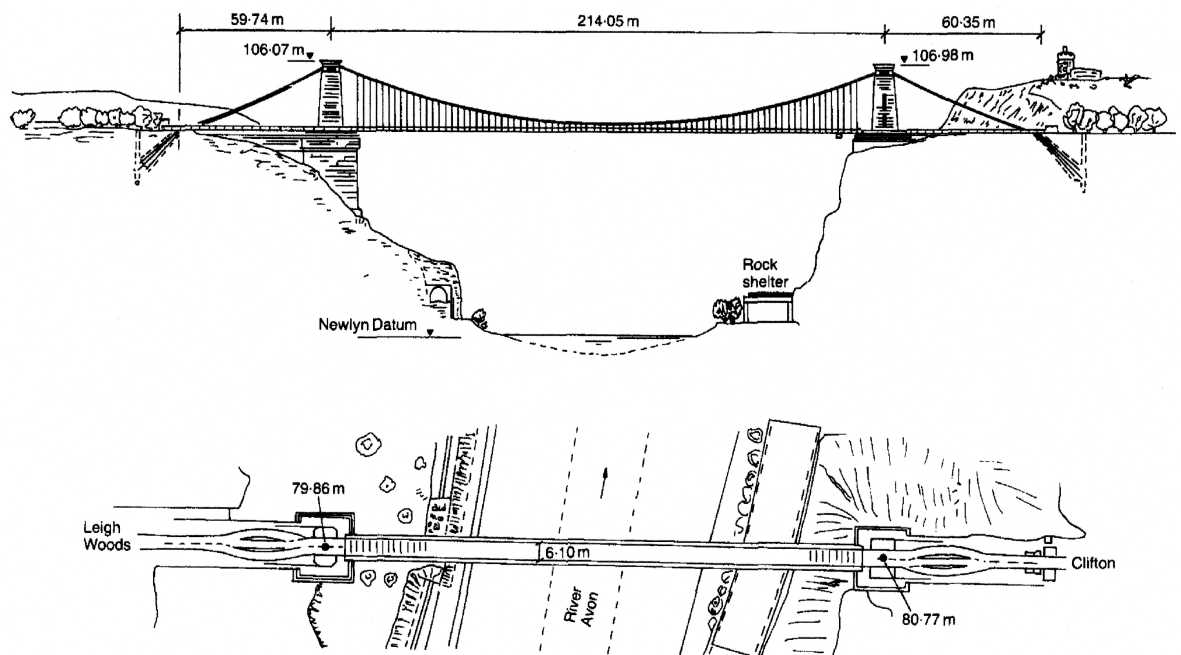 59·74 m
214·05 m
60·35 m
106·07 m
106·98 m
Rock
shelter
Newlyn Datum
79·86 m
Leigh
Woods
6·10 m
Clifton
River
Avon
80·77 m